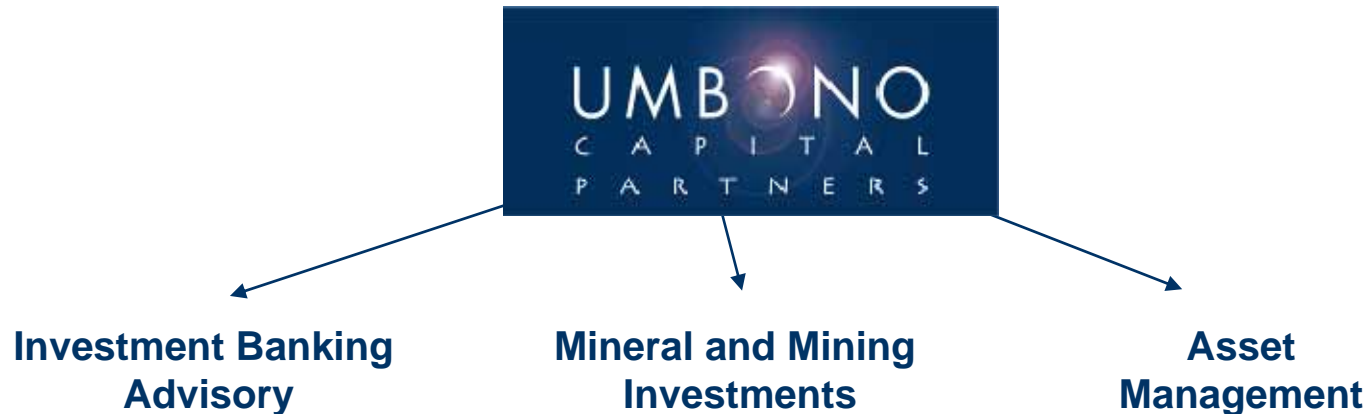 UMBONO
CAPITAL
PARTNERS
Investment Banking
Advisory
Mineral and Mining
Investments
Asset
Management